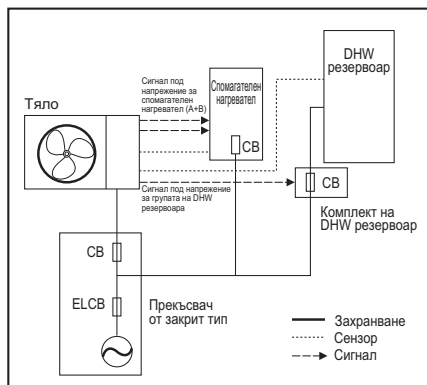 DHW
резервоар
Сигнал под
напрежение за
спомагателен
нагревател (A+B)
Спомагателен
нагревател
Тяло
CB
CB
Сигнал под напрежение
за групата на DHW
резервоара
Комплект на
DHW резервоар
CB
ELCB
Прекъсвач
от закрит тип
Захранване
Сензор
Сигнал